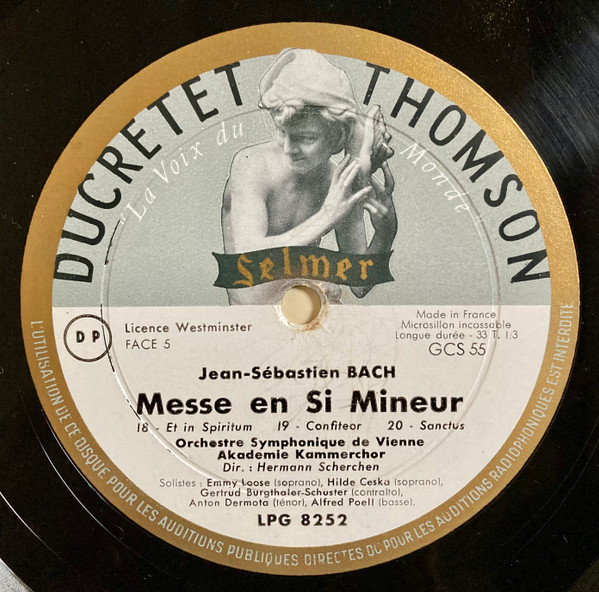 DUCRETET THOMSON
"La Voix du Monde"
Selmer
DP
Licence Westminster
FACE 5
Made in France
Microsillon incassable
Longue durée - 33 T. 1/3
GCS 55
Jean-Sébastien BACH
Messe en Si Mineur
18 - Et in Spiritum 19 - Confiteor 20 - Sanctus
Orchestre Symphonique de Vienne
Akademie Kammerchor
Dir. : Hermann Scherchen
Solistes : Emmy Loose (soprano), Hilde Ceska (soprano),
Gertrud Burgthaler-Schuster (contralto),
Anton Dermota (ténor), Alfred Poell (basse).
LPG 8252
L'UTILISATION DE CE DISQUE POUR LES AUDITIONS PUBLIQUES DIRECTES OU POUR LES AUDITIONS RADIOPHONIQUES EST INTERDITE